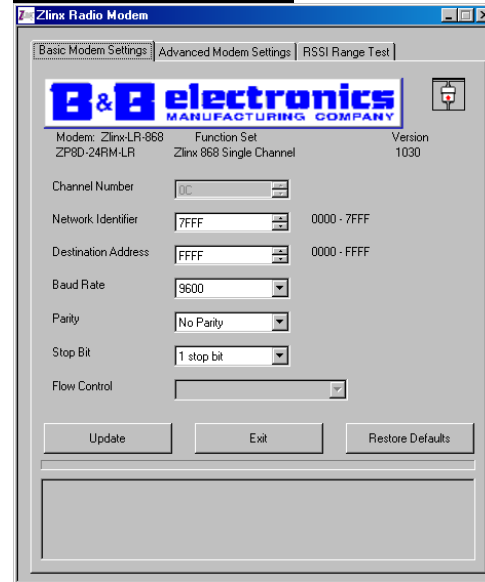 Zlinx Radio Modem
Basic Modem Settings Advanced Modem Settings RSSI Range Test
B&B electronics
MANUFACTURING COMPANY
Modem: Zlinx-LR-868 Function Set Version
ZP8D-24RM-LR Zlinx 868 Single Channel 1030
Channel Number 0C
Network Identifier 7FFF 0000 - 7FFF
Destination Address FFFF 0000 - FFFF
Baud Rate 9600
Parity No Parity
Stop Bit 1 stop bit
Flow Control
Update Exit Restore Defaults